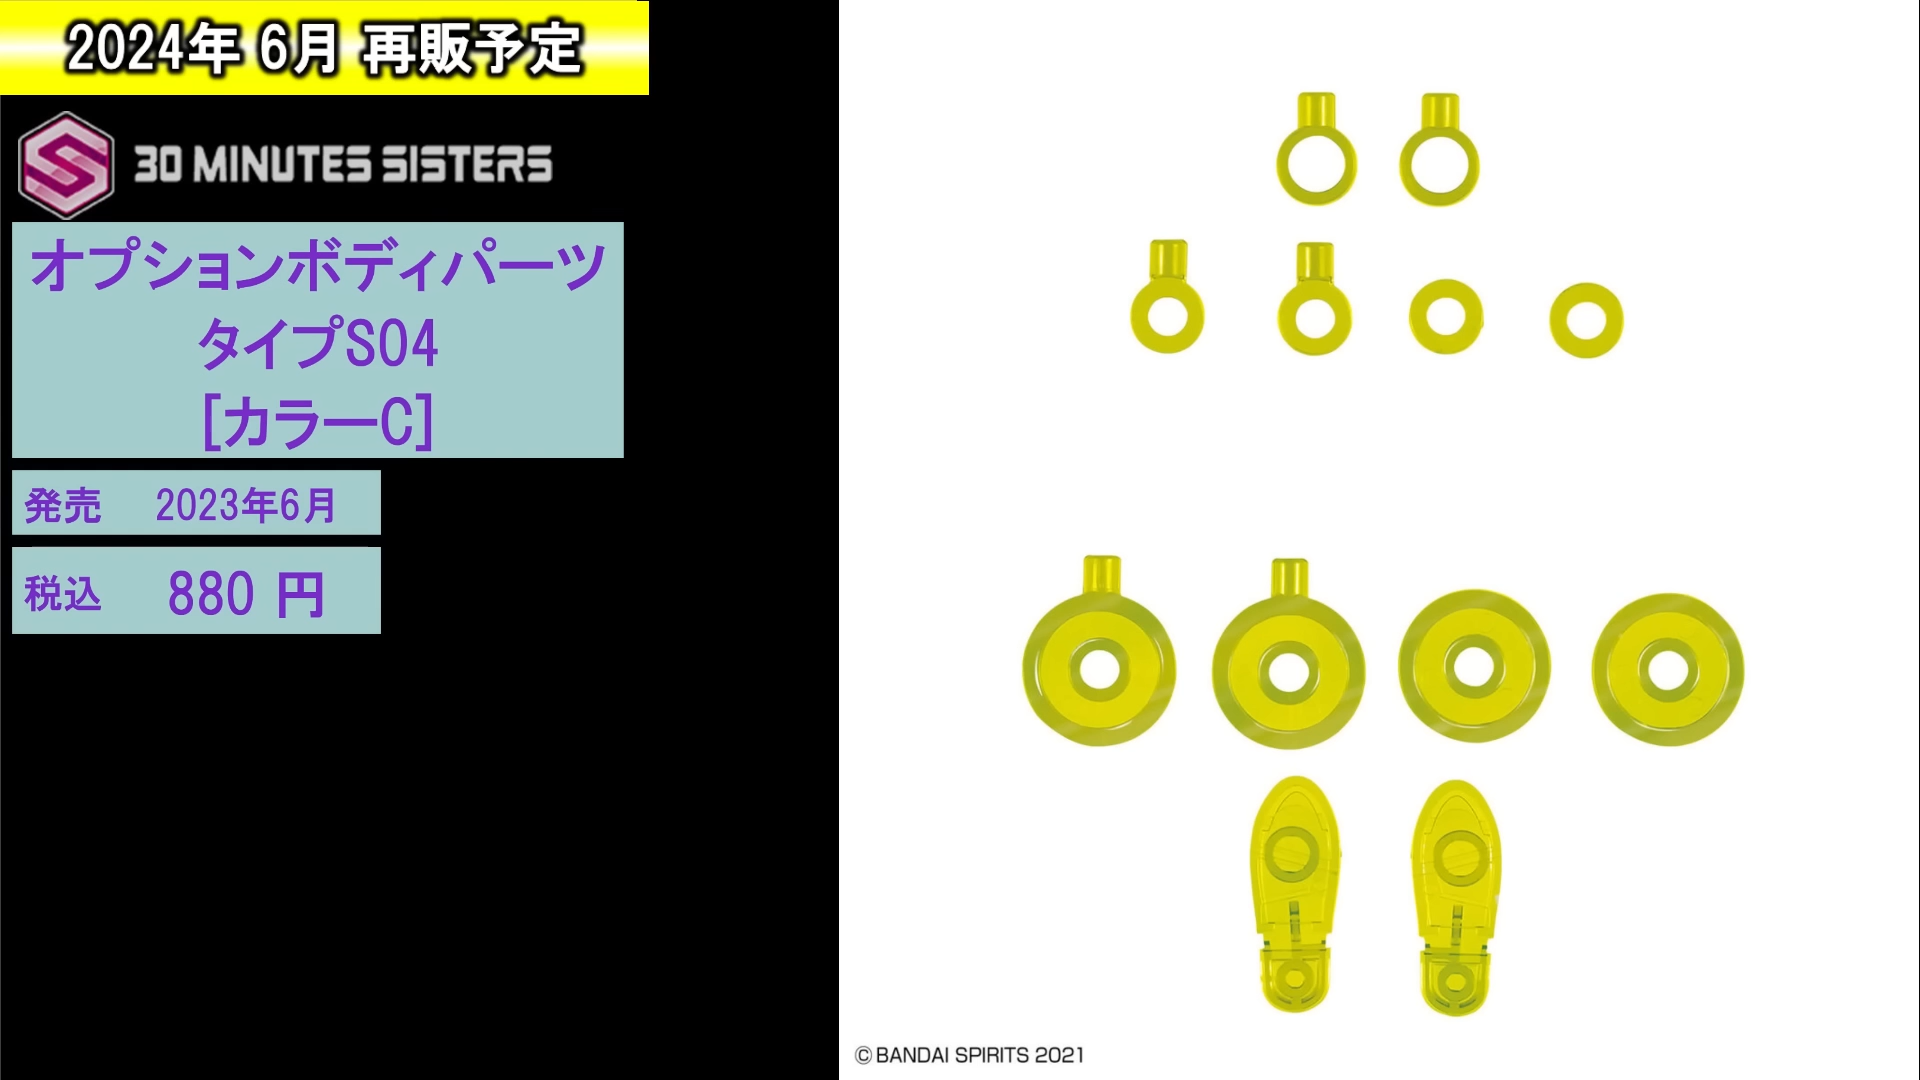 2024年 6月 再販予定
30 MINUTES SISTERS
オプションボディパーツ
タイプS04
[カラーC]
発売 2023年6月
税込 880 円
©BANDAI SPIRITS 2021